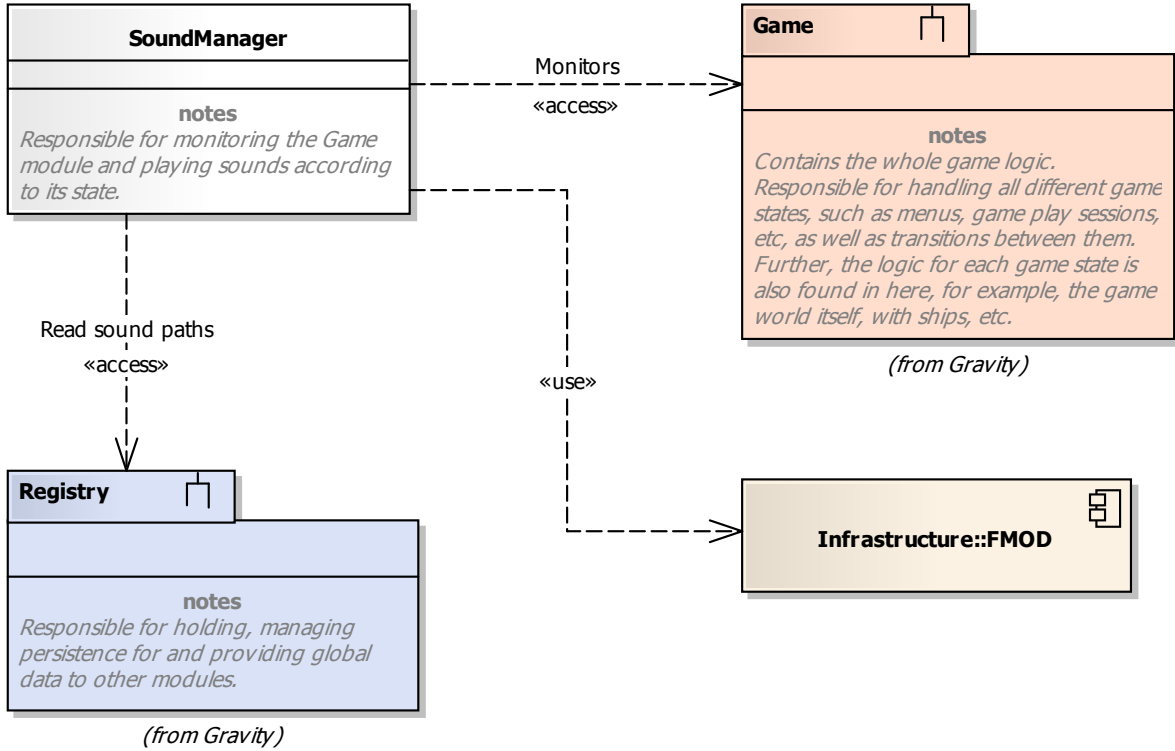 SoundManager
notes
Responsible for monitoring the Game
module and playing sounds according
to its state.
Monitors
«access»
Game
notes
Contains the whole game logic.
Responsible for handling all different game
states, such as menus, game play sessions,
etc, as well as transitions between them.
Further, the logic for each game state is
also found in here, for example, the game
world itself, with ships, etc.
(from Gravity)
Read sound paths
«access»
«use»
Registry
notes
Responsible for holding, managing
persistence for and providing global
data to other modules.
(from Gravity)
Infrastructure::FMOD